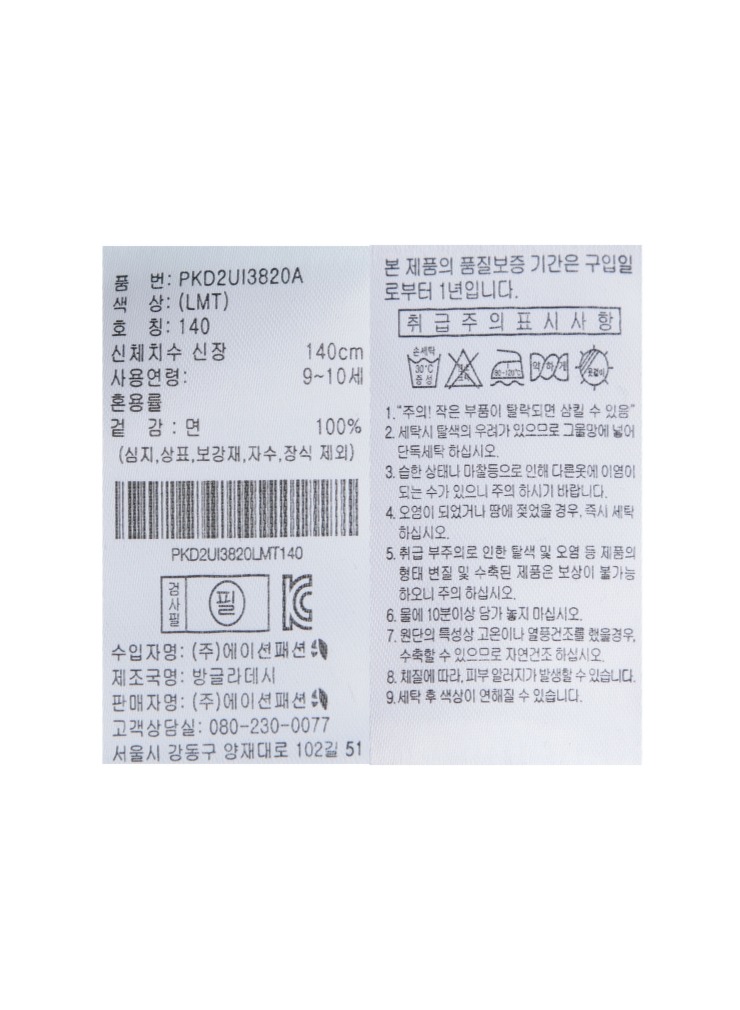 품 번: PKD2UI3820A
색 상: (LMT)
호 칭: 140
신체치수 신장 140cm
사용연령: 9~10세
혼용률
겉 감 : 면 100%
(심지,상표,보강재,자수,장식 제외)
PKD2UI3820LMT140
검사필
필
수입자명: (주)에이션패션
제조국명: 방글라데시
판매자명: (주)에이션패션
고객상담실: 080-230-0077
서울시 강동구 양재대로 102길 51
본 제품의 품질보증 기간은 구입일
로부터 1년입니다.
취급주의표시사항
손세탁
30°C
중성
80~120°C
약하게
옷걸이
1."주의! 작은 부품이 탈락되면 삼킬 수 있음"
2. 세탁시 탈색의 우려가 있으므로 그물망에 넣어
단독세탁 하십시오.
3. 습한 상태나 마찰등으로 인해 다른옷에 이염이
되는 수가 있으니 주의 하시기 바랍니다.
4. 오염이 되었거나 땀에 젖었을 경우, 즉시 세탁
하십시오.
5. 취급 부주의로 인한 탈색 및 오염 등 제품의
형태 변질 및 수축된 제품은 보상이 불가능
하오니 주의 하십시오.
6. 물에 10분이상 담가 놓지 마십시오.
7. 원단의 특성상 고온이나 열풍건조를 했을경우,
수축할 수 있으므로 자연건조 하십시오.
8. 체질에 따라, 피부 알러지가 발생할 수 있습니다.
9.세탁 후 색상이 연해질 수 있습니다.